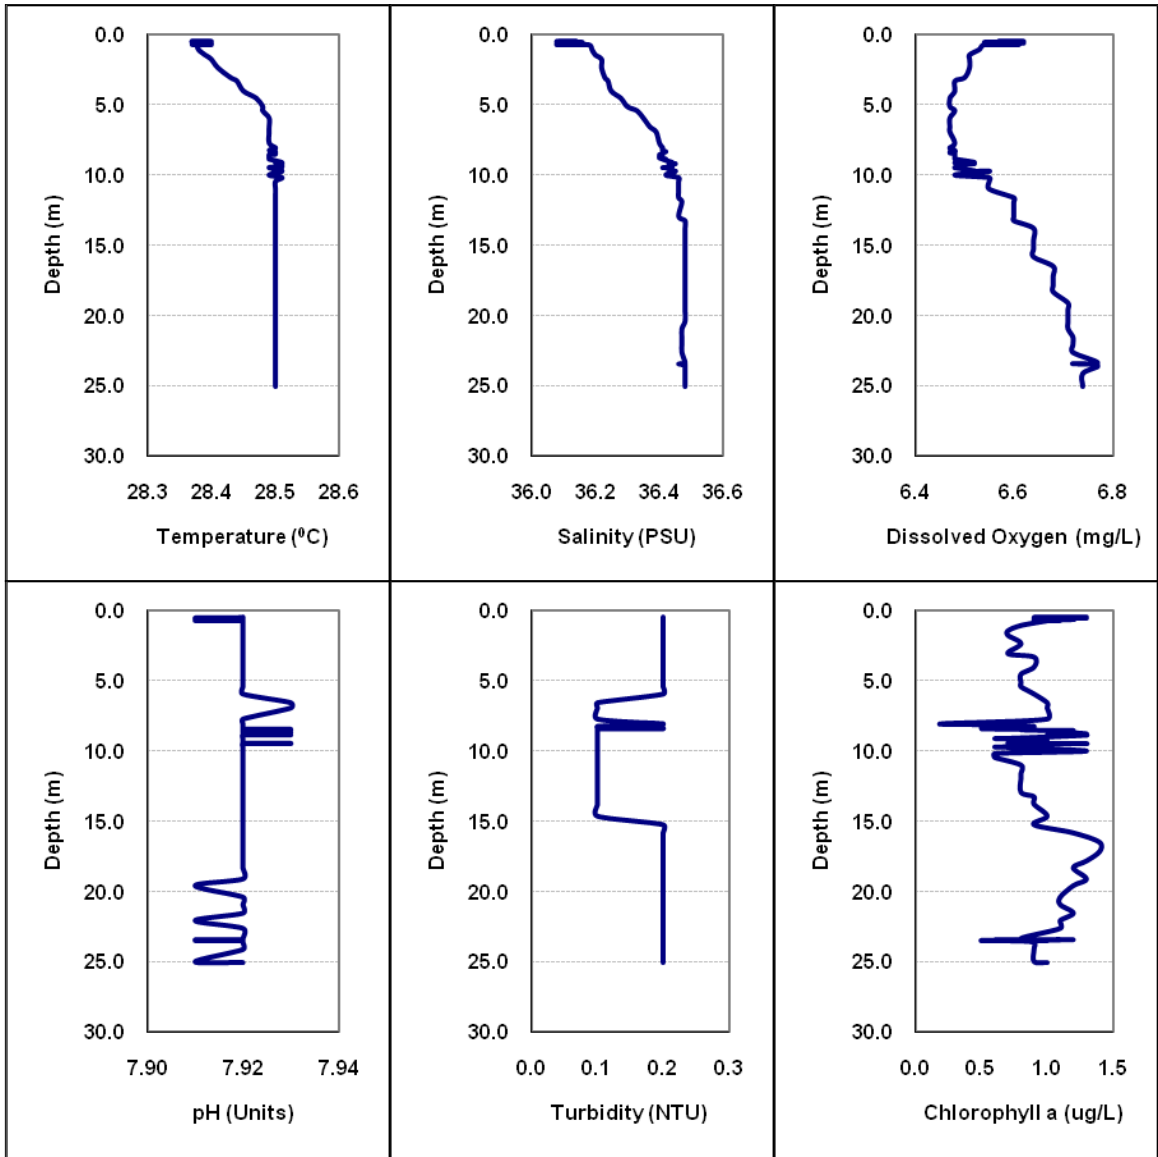 0.0
5.0
10.0
15.0
20.0
25.0
30.0
Depth (m)
28.3 28.4 28.5 28.6
Temperature (⁰C)
0.0
5.0
10.0
15.0
20.0
25.0
30.0
Depth (m)
36.0 36.2 36.4 36.6
Salinity (PSU)
0.0
5.0
10.0
15.0
20.0
25.0
30.0
Depth (m)
6.4 6.6 6.8
Dissolved Oxygen (mg/L)
0.0
5.0
10.0
15.0
20.0
25.0
30.0
Depth (m)
7.90 7.92 7.94
pH (Units)
0.0
5.0
10.0
15.0
20.0
25.0
30.0
Depth (m)
0.0 0.1 0.2 0.3
Turbidity (NTU)
0.0
5.0
10.0
15.0
20.0
25.0
30.0
Depth (m)
0.0 0.5 1.0 1.5
Chlorophyll a (ug/L)